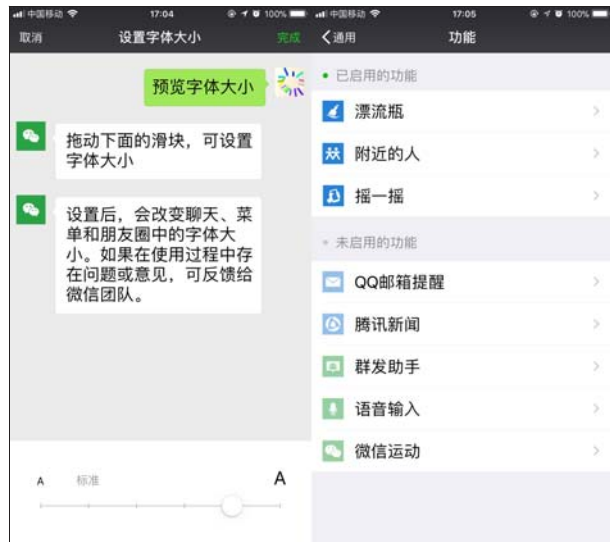 中国移动 17:04 100%
取消 设置字体大小 完成
预览字体大小
拖动下面的滑块，可设置
字体大小
设置后，会改变聊天、菜
单和朋友圈中的字体大
小。如果在使用过程中存
在问题或意见，可反馈给
微信团队。
A 标准 A
中国移动 17:05 100%
通用 功能
已启用的功能
漂流瓶
附近的人
摇一摇
未启用的功能
QQ邮箱提醒
腾讯新闻
群发助手
语音输入
微信运动